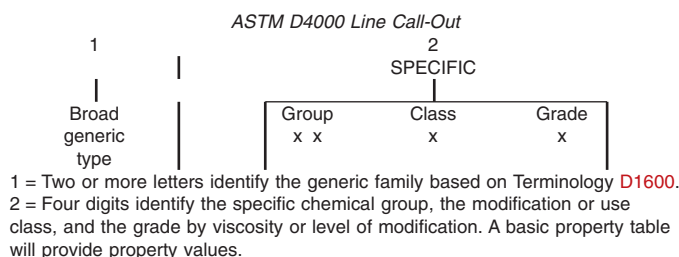 ASTM D4000 Line Call-Out
1 2
SPECIFIC
Broad Group Class Grade
generic x x x x
type
1 = Two or more letters identify the generic family based on Terminology D1600.
2 = Four digits identify the specific chemical group, the modification or use
class, and the grade by viscosity or level of modification. A basic property table
will provide property values.